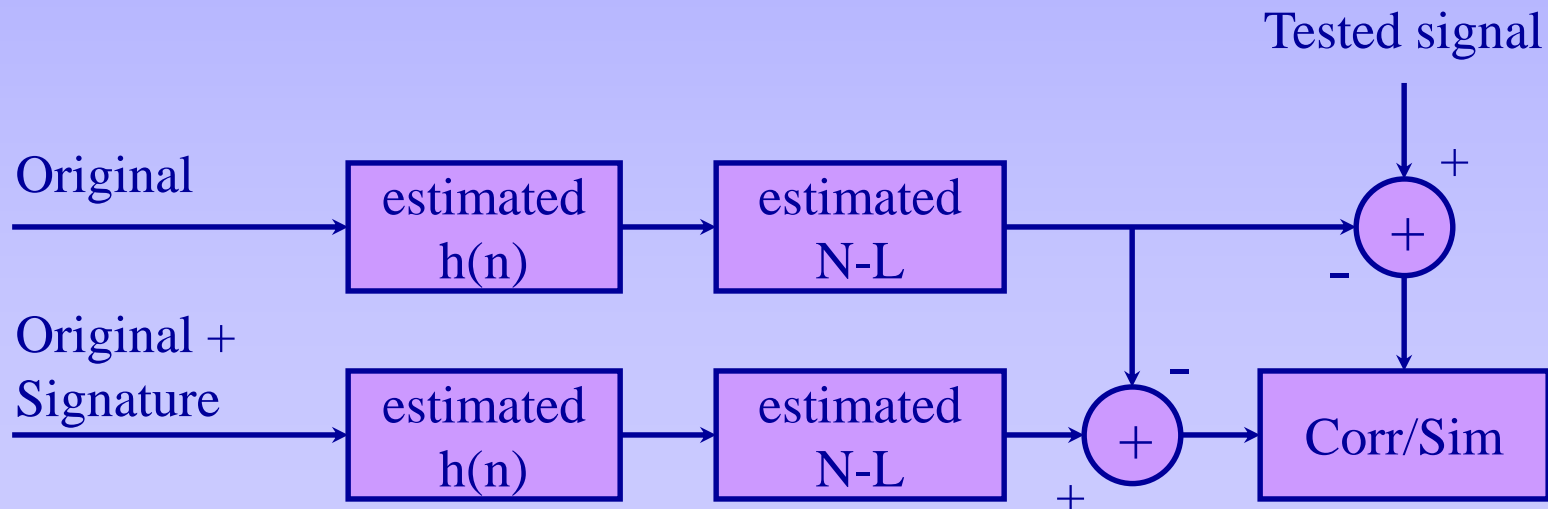 Tested signal
+
Original
estimated
h(n)
estimated
N-L
+
-
Original +
Signature
estimated
h(n)
estimated
N-L
-
+
+
Corr/Sim